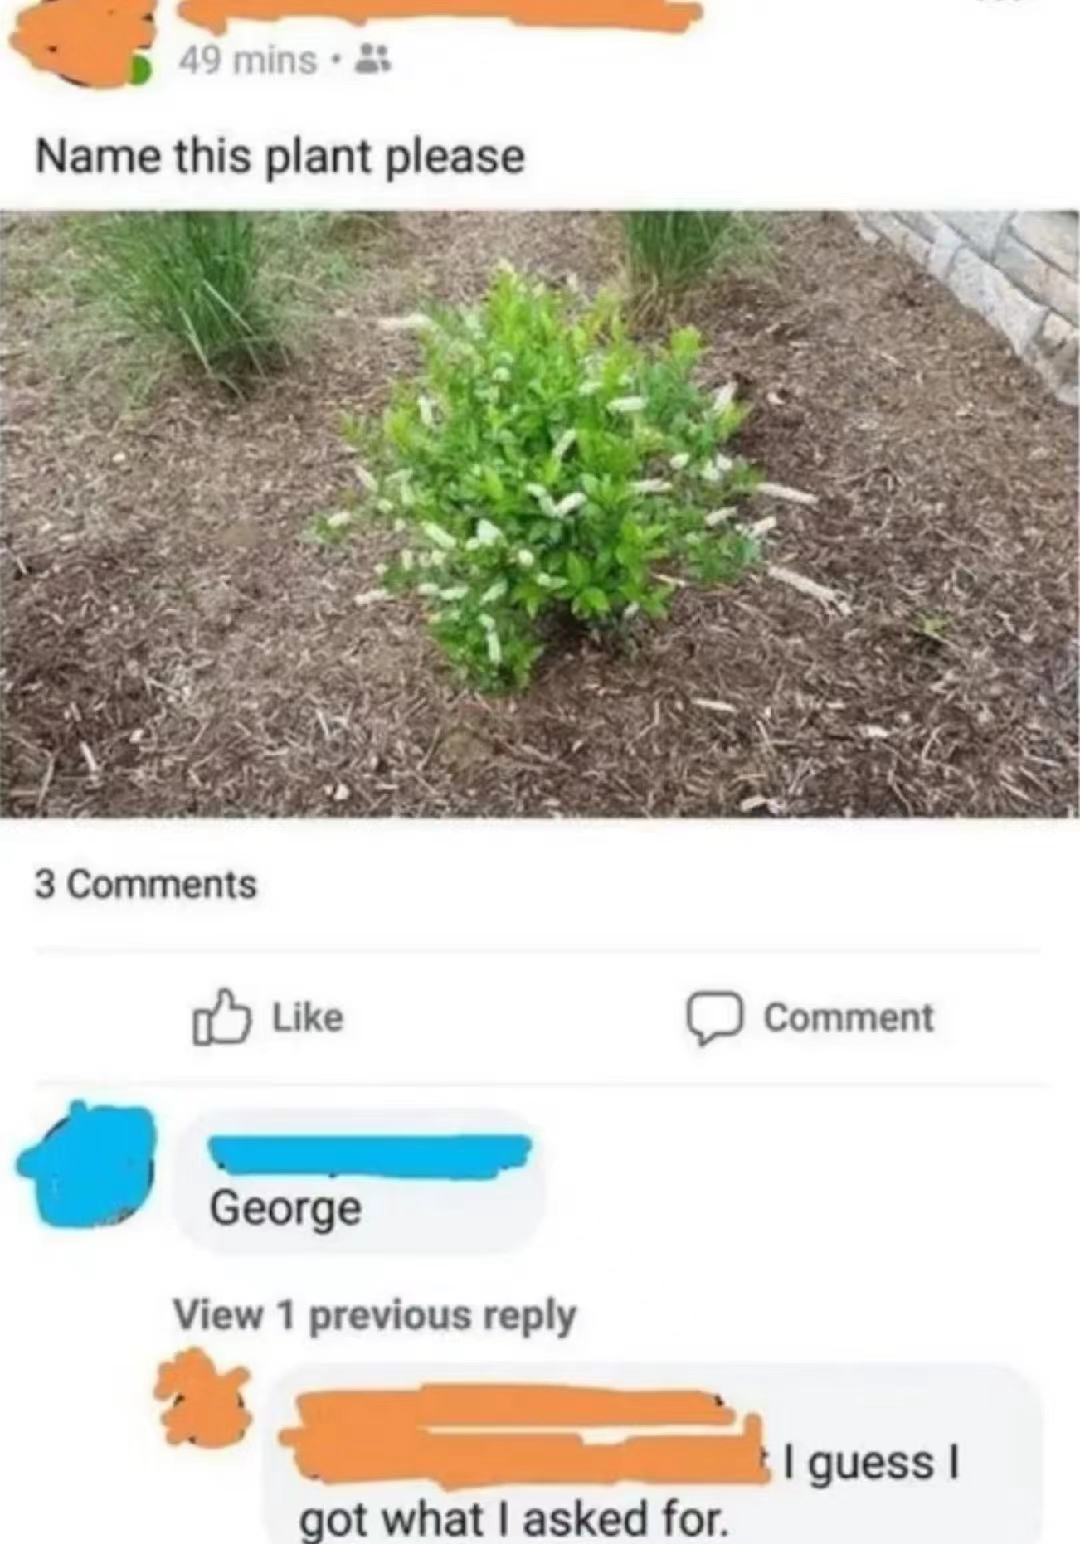 49 mins •
Name this plant please
3 Comments
Like
Comment
George
View 1 previous reply
I guess I
got what I asked for.